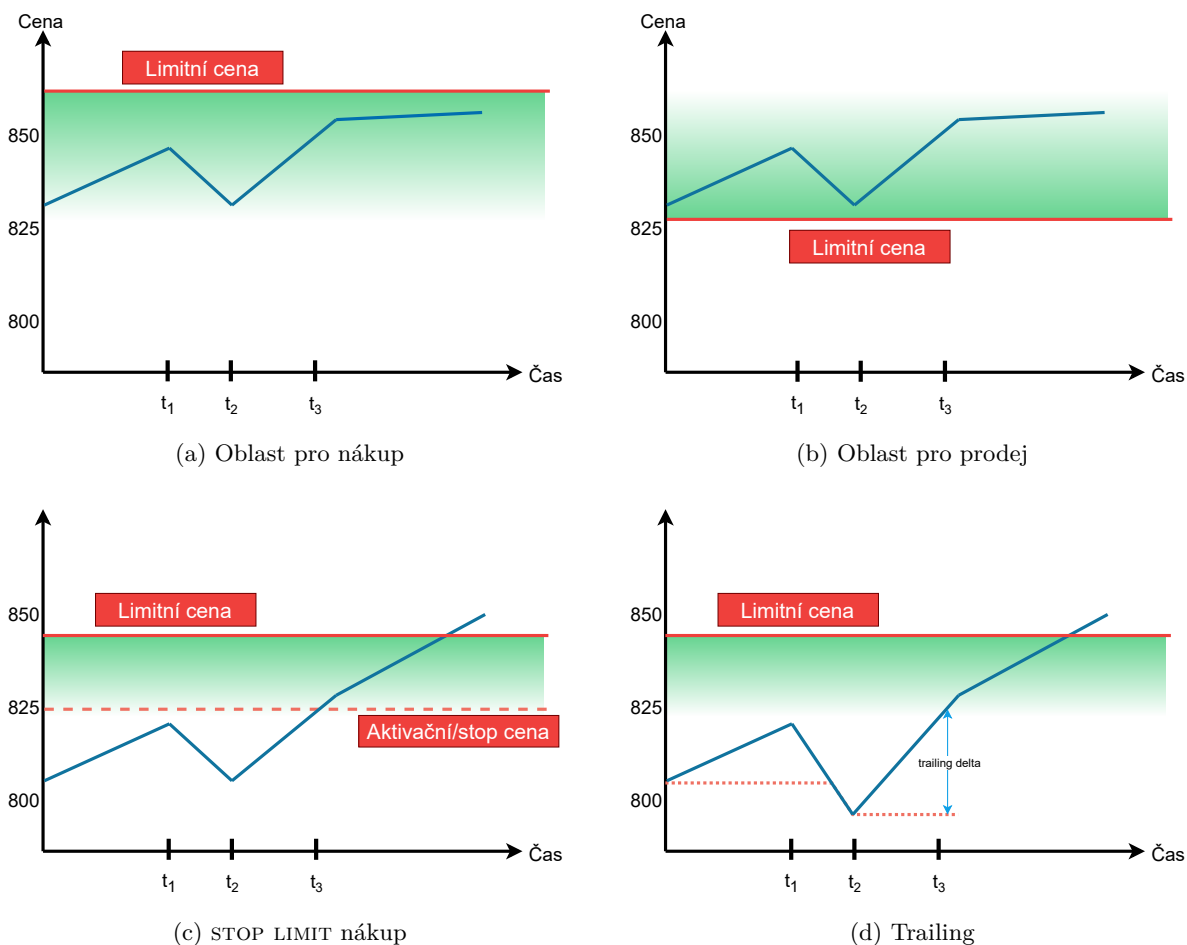 Cena
Limitní cena
850
825
800
Čas
t1
t2
t3
(a) Oblast pro nákup
Cena
850
825
Limitní cena
800
Čas
t1
t2
t3
(b) Oblast pro prodej
850
Limitní cena
825
Aktivační/stop cena
800
Čas
t1
t2
t3
(c) STOP LIMIT nákup
850
Limitní cena
825
trailing delta
800
Čas
t1
t2
t3
(d) Trailing